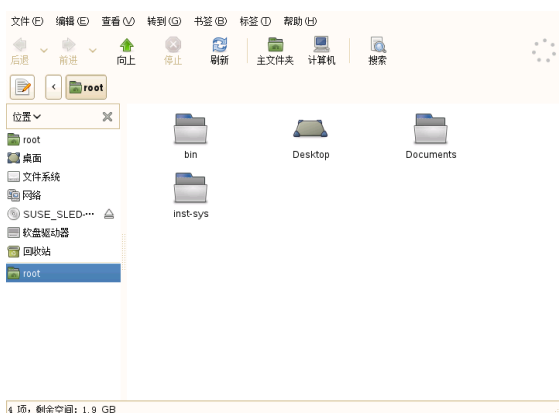 文件(F) 编辑(E) 查看(V) 转到(G) 书签(B) 标签(T) 帮助(H)
后退 前进 向上 停止 刷新 主文件夹 计算机 搜索
root
位置
root
桌面
文件系统
网络
SUSE_SLED-···
软盘驱动器
回收站
root
bin Desktop Documents
inst-sys
4 项，剩余空间：1.9 GB